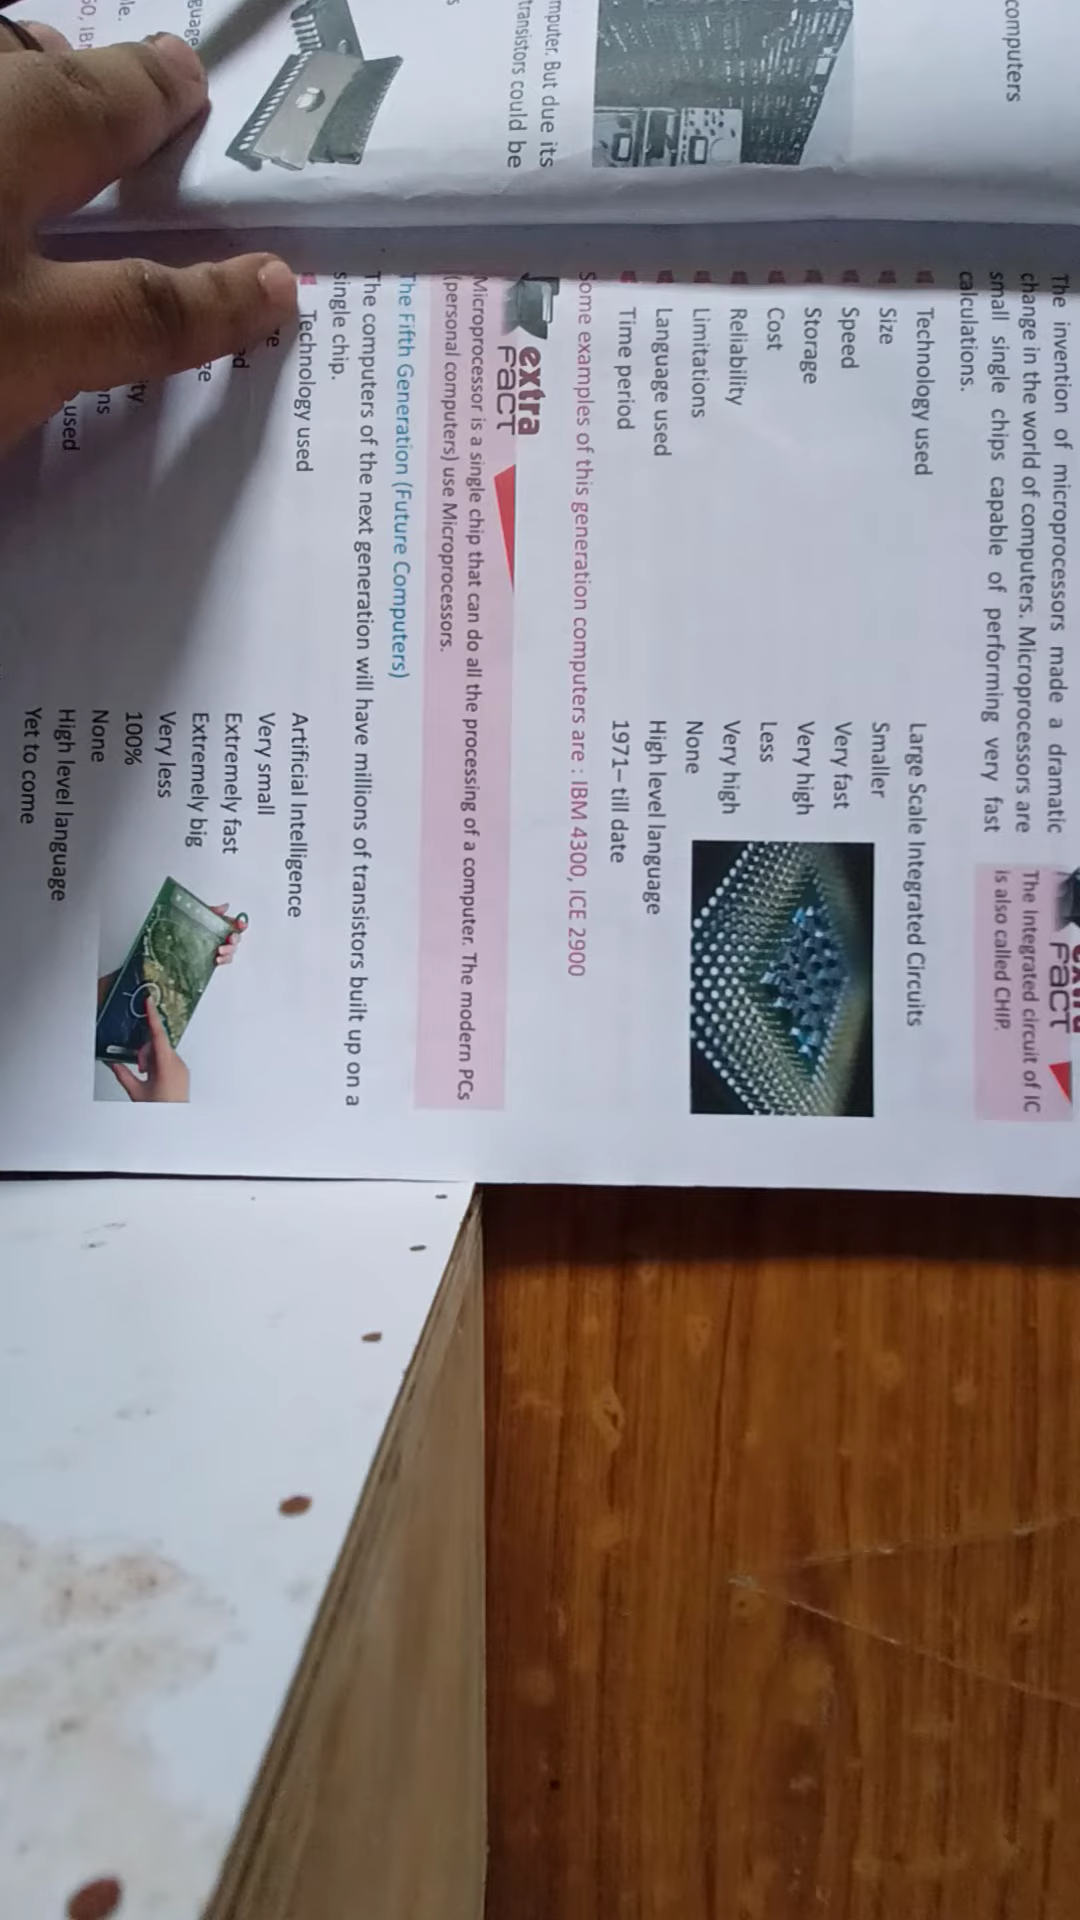 computers
mputer. But due its
transistors could be
s
guage
le.
The invention of microprocessors made a dramatic
change in the world of computers. Microprocessors are
small single chips capable of performing very fast
calculations.
extra
FACT
The Integrated circuit of IC
is also called CHIP.
Technology used Large Scale Integrated Circuits
Size Smaller
Speed Very fast
Storage Very high
Cost Less
Reliability Very high
Limitations None
Language used High level language
Time period 1971– till date
Some examples of this generation computers are : IBM 4300, ICE 2900
extra
FACT
Microprocessor is a single chip that can do all the processing of a computer. The modern PCs
(personal computers) use Microprocessors.
The Fifth Generation (Future Computers)
The computers of the next generation will have millions of transistors built up on a
single chip.
Technology used Artificial Intelligence
Very small
Extremely fast
Extremely big
Very less
ity 100%
ns None
used High level language
Yet to come